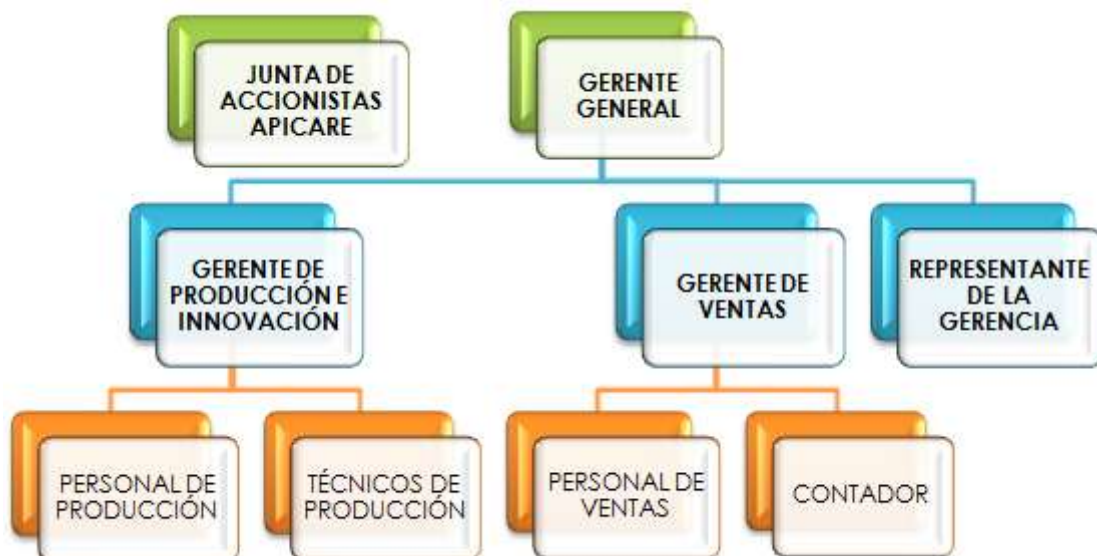 JUNTA DE
ACCIONISTAS
APICARE
GERENTE
GENERAL
GERENTE DE
PRODUCCIÓN E
INNOVACIÓN
GERENTE DE
VENTAS
REPRESENTANTE
DE LA
GERENCIA
PERSONAL DE
PRODUCCIÓN
TÉCNICOS DE
PRODUCCIÓN
PERSONAL DE
VENTAS
CONTADOR